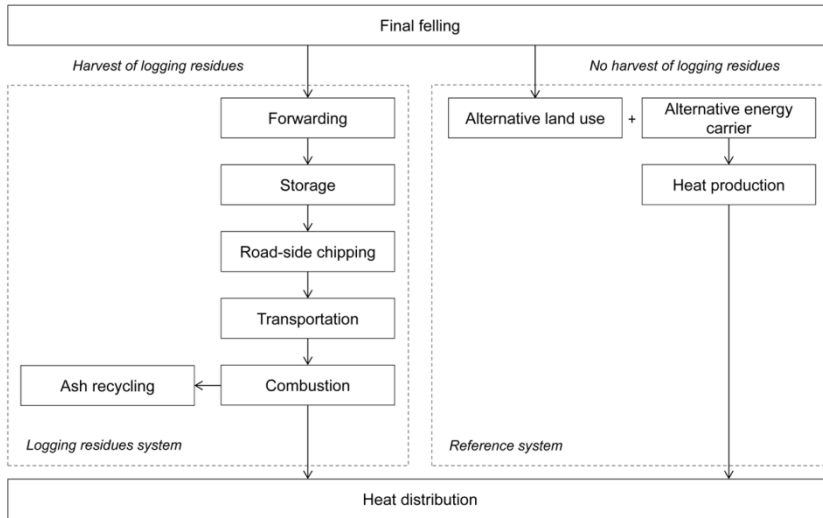 Final felling
Harvest of logging residues
No harvest of logging residues
Forwarding
Storage
Road-side chipping
Transportation
Combustion
Ash recycling
Logging residues system
Alternative land use
+
Alternative energy
carrier
Heat production
Reference system
Heat distribution